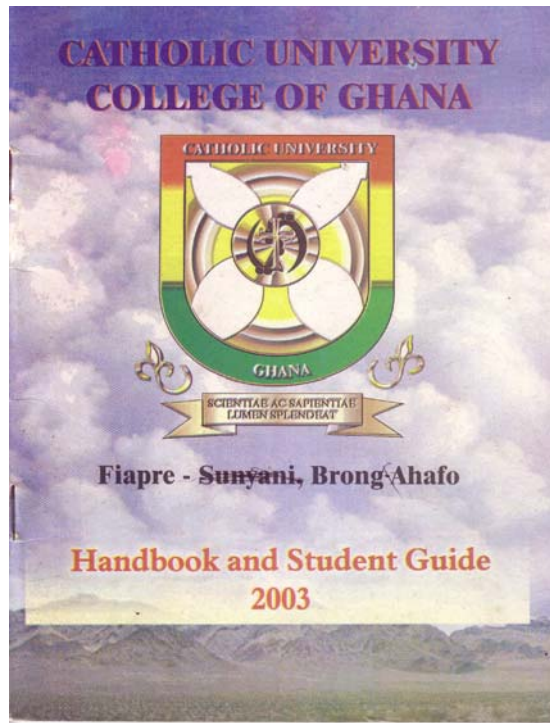 CATHOLIC UNIVERSITY
COLLEGE OF GHANA
CATHOLIC UNIVERSITY
GHANA
SCIENTIAE AC SAPIENTIAE
LUMEN SPLENDEAT
Fiapre - Sunyani, Brong Ahafo
Handbook and Student Guide
2003